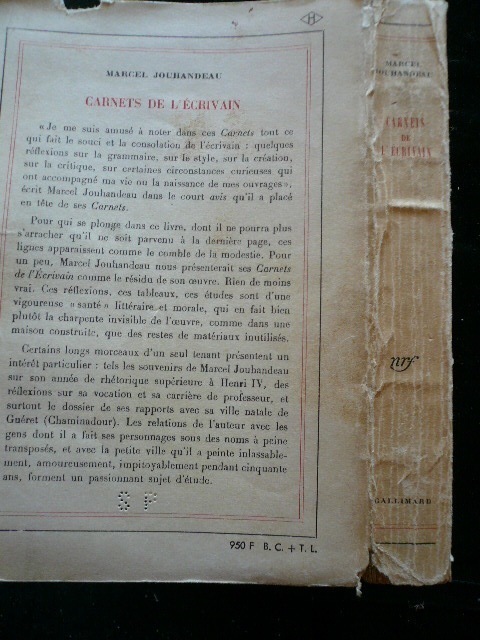 H
MARCEL JOUHANDEAU
CARNETS DE L'ÉCRIVAIN
« Je me suis amusé à noter dans ces Carnets tout ce
qui fait le souci et la consolation de l'écrivain : quelques
réflexions sur la grammaire, sur le style, sur la création,
sur la critique, sur certaines circonstances curieuses qui
ont accompagné ma vie ou la naissance de mes ouvrages »,
écrit Marcel Jouhandeau dans le court avis qu'il a placé
en tête de ses Carnets.
Pour qui se plonge dans ce livre, dont il ne pourra plus
s'arracher qu'il ne soit parvenu à la dernière page, ces
lignes apparaissent comme le comble de la modestie. Pour
un peu, Marcel Jouhandeau nous présenterait ses Carnets
de l'Écrivain comme le résidu de son œuvre. Rien de moins
vrai. Ces réflexions, ces tableaux, ces études sont d'une
vigoureuse « santé » littéraire et morale, qui en fait bien
plutôt la charpente invisible de l'œuvre, comme dans une
maison construite, que des restes de matériaux inutilisés.
Certains longs morceaux d'un seul tenant présentent un
intérêt particulier : tels les souvenirs de Marcel Jouhandeau
sur son année de rhétorique supérieure à Henri IV, des
réflexions sur sa vocation et sa carrière de professeur, et
surtout le dossier de ses rapports avec sa ville natale de
Guéret (Chaminadour). Les relations de l'auteur avec les
gens dont il a fait ses personnages sous des noms à peine
transposés, et avec la petite ville qu'il a peinte inlassable-
ment, amoureusement, impitoyablement pendant cinquante
ans, forment un passionnant sujet d'étude.
S P
950 F B. C. + T. L.
MARCEL
JOUHANDEAU
CARNETS
DE
L'ÉCRIVAIN
nrf
GALLIMARD